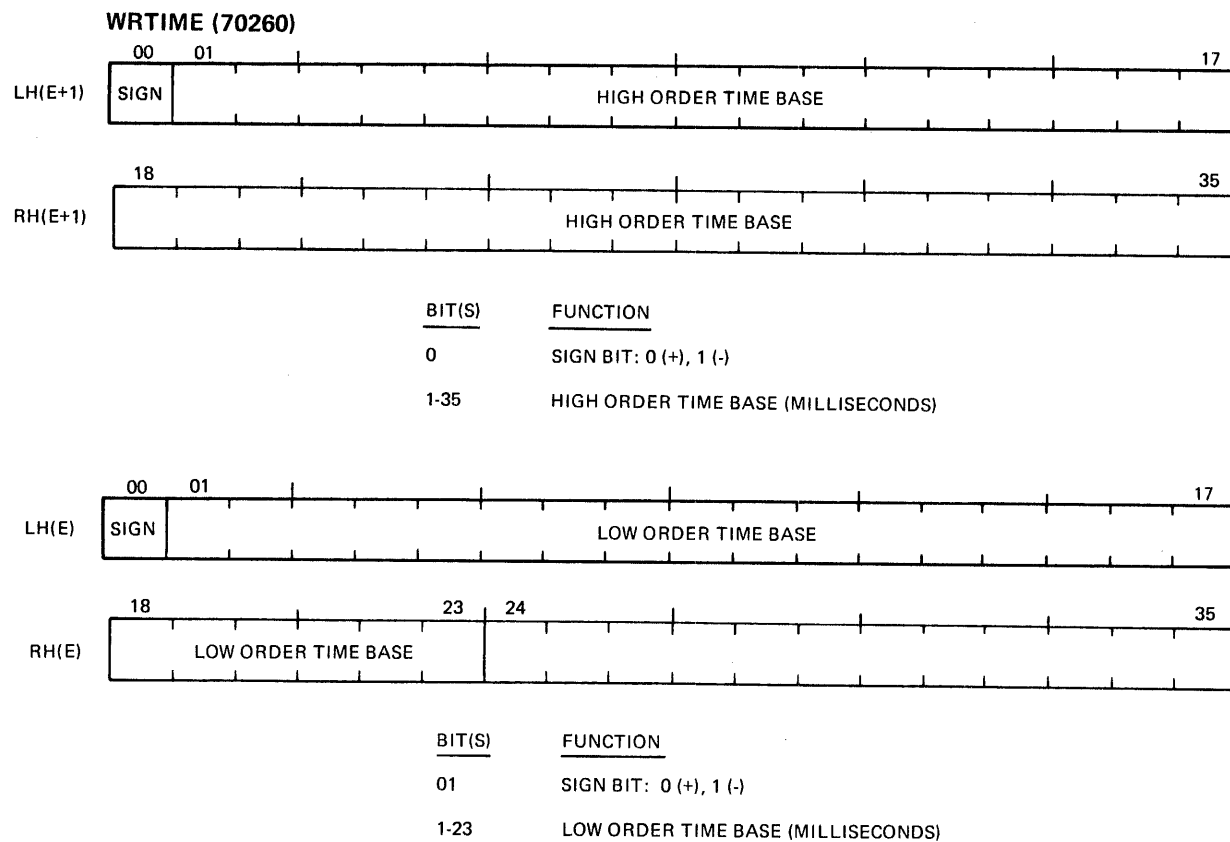 WRTIME (70260)
00 01 17
LH(E+1) SIGN HIGH ORDER TIME BASE
18 35
RH(E+1) HIGH ORDER TIME BASE
BIT(S) FUNCTION
0 SIGN BIT: 0 (+), 1 (-)
1-35 HIGH ORDER TIME BASE (MILLISECONDS)
00 01 17
LH(E) SIGN LOW ORDER TIME BASE
18 23 24 35
RH(E) LOW ORDER TIME BASE
BIT(S) FUNCTION
01 SIGN BIT: 0 (+), 1 (-)
1-23 LOW ORDER TIME BASE (MILLISECONDS)